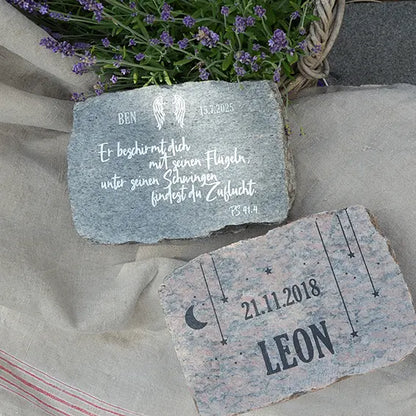 BEN 15.7.2025
Er beschirmt dich
mit seinen Flügeln,
unter seinen Schwingen
findest du Zuflucht.
PS 91.4
21.11.2018
LEON